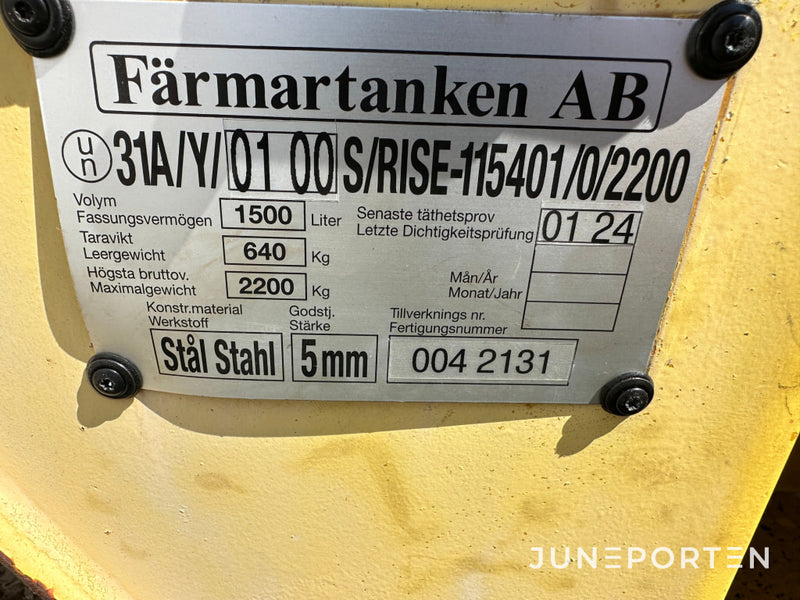 Färmartanken AB
un 31A/Y/ 01 00 S/RISE-115401/0/2200
Volym
Fassungsvermögen 1500 Liter
Senaste täthetsprov
Letzte Dichtigkeitsprüfung 01 24
Taravikt
Leergewicht 640 Kg
Högsta bruttov.
Maximalgewicht 2200 Kg
Mån/År
Monat/Jahr
Konstr.material
Werkstoff
Godstj.
Stärke
Tillverknings nr.
Fertigungsnummer
Stål Stahl 5 mm 004 2131
JUNEPORTEN